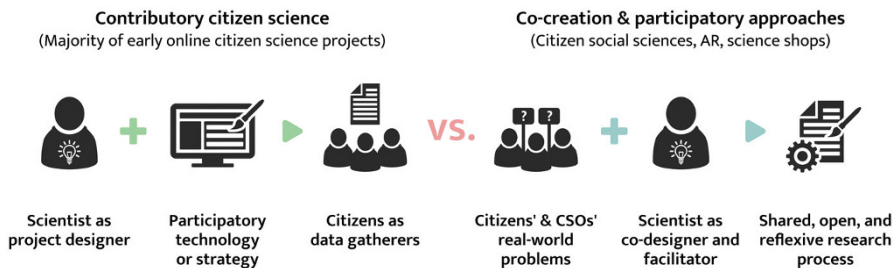 Contributory citizen science
(Majority of early online citizen science projects)
Co-creation & participatory approaches
(Citizen social sciences, AR, science shops)
VS.
? ?
Scientist as
project designer
Participatory
technology
or strategy
Citizens as
data gatherers
Citizens' & CSOs'
real-world
problems
Scientist as
co-designer and
facilitator
Shared, open, and
reflexive research
process